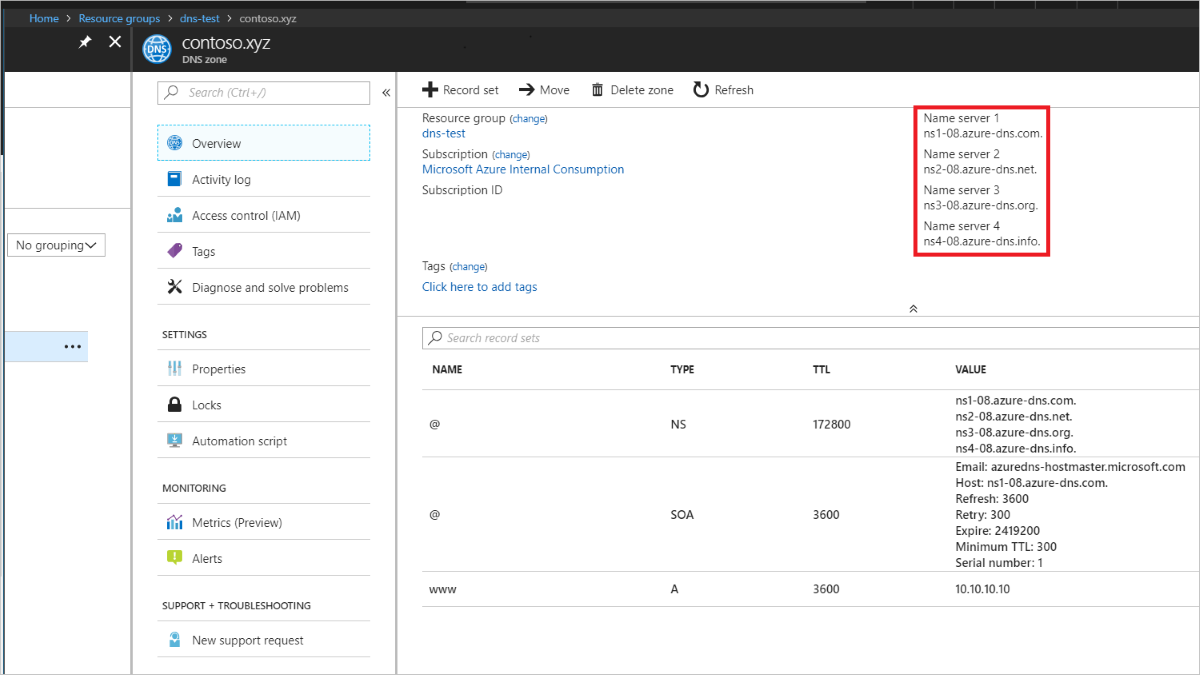 Home > Resource groups > dns-test > contoso.xyz
contoso.xyz
DNS zone
DNS
No grouping
Search (Ctrl+/)
Overview
Activity log
Access control (IAM)
Tags
Diagnose and solve problems
SETTINGS
Properties
Locks
Automation script
MONITORING
Metrics (Preview)
Alerts
SUPPORT + TROUBLESHOOTING
New support request
Record set Move Delete zone Refresh
Resource group (change)
dns-test
Subscription (change)
Microsoft Azure Internal Consumption
Subscription ID
Tags (change)
Click here to add tags
Name server 1
ns1-08.azure-dns.com.
Name server 2
ns2-08.azure-dns.net.
Name server 3
ns3-08.azure-dns.org.
Name server 4
ns4-08.azure-dns.info.
Search record sets
NAME TYPE TTL VALUE
@ NS 172800 ns1-08.azure-dns.com.
ns2-08.azure-dns.net.
ns3-08.azure-dns.org.
ns4-08.azure-dns.info.
@ SOA 3600 Email: azuredns-hostmaster.microsoft.com
Host: ns1-08.azure-dns.com.
Refresh: 3600
Retry: 300
Expire: 2419200
Minimum TTL: 300
Serial number: 1
www A 3600 10.10.10.10